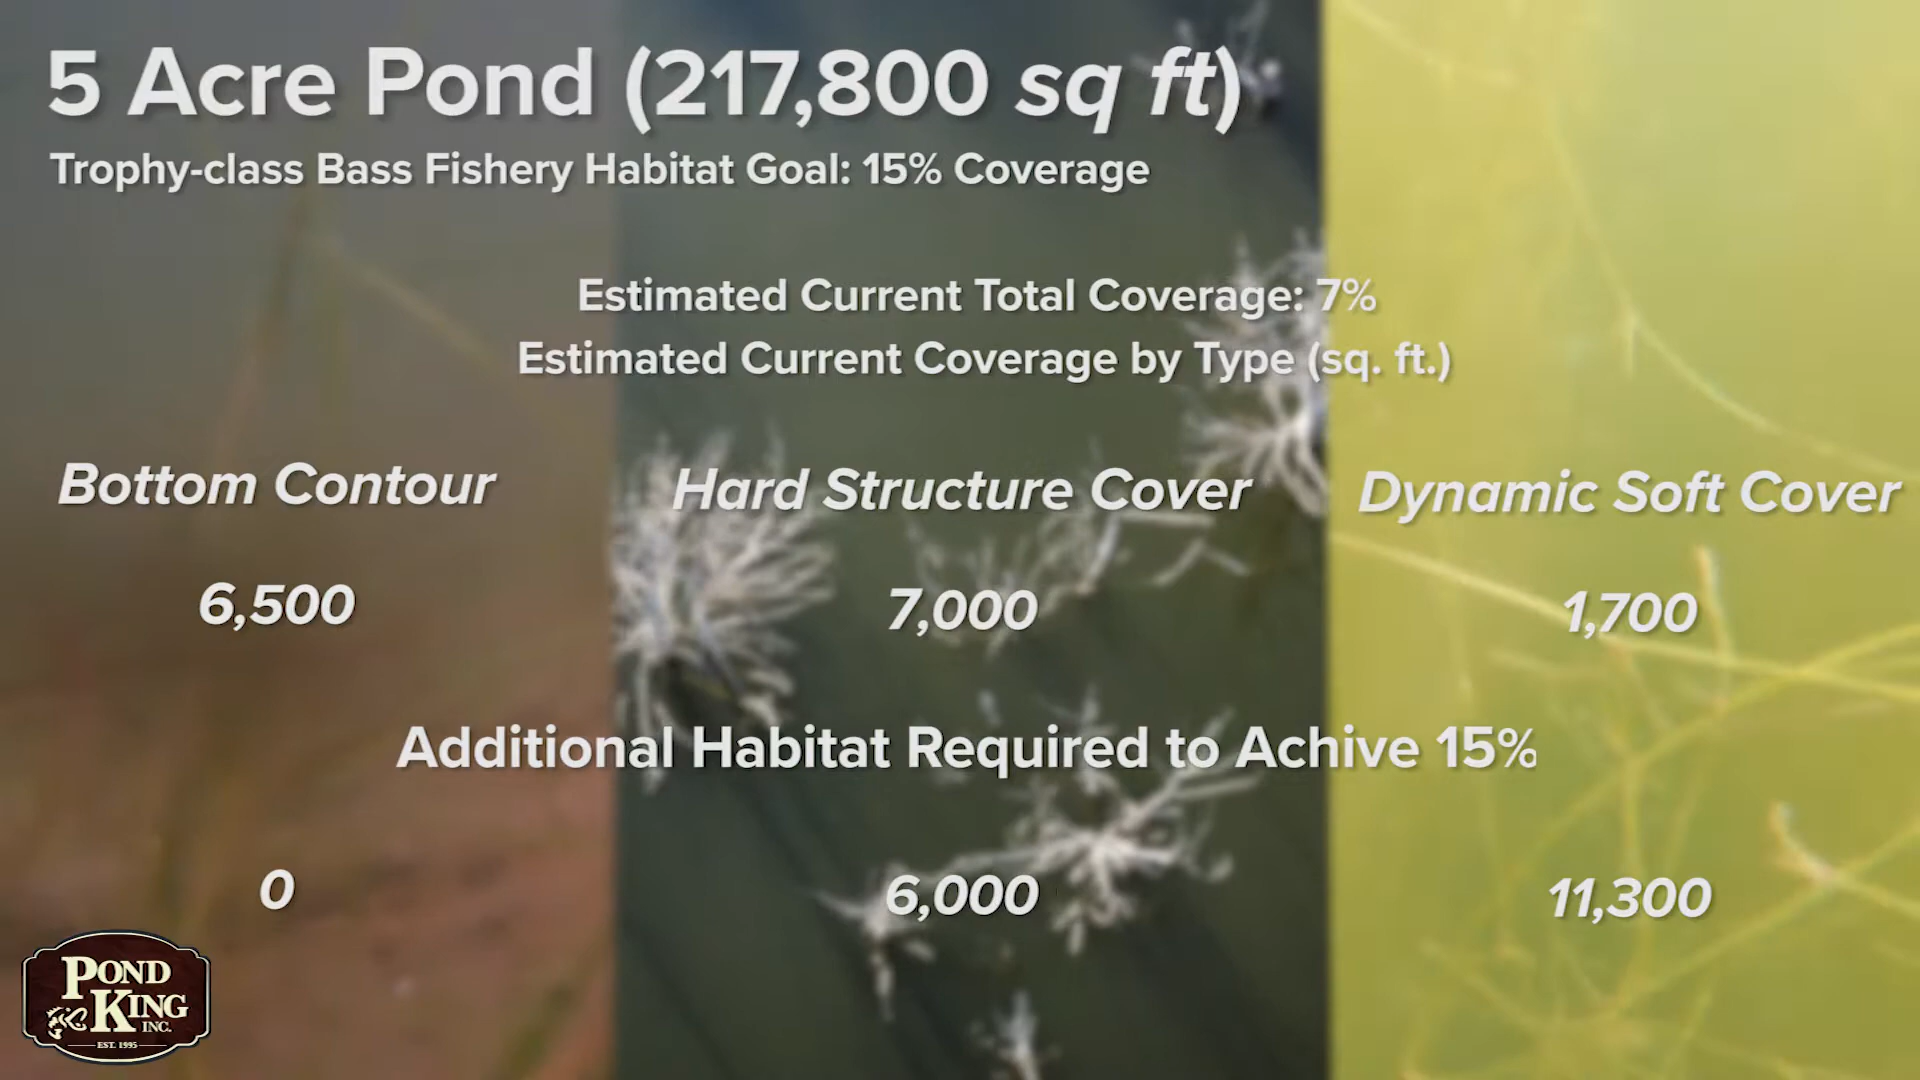 5 Acre Pond (217,800 sq ft)
Trophy-class Bass Fishery Habitat Goal: 15% Coverage
Estimated Current Total Coverage: 7%
Estimated Current Coverage by Type (sq. ft.)
Bottom Contour
Hard Structure Cover
Dynamic Soft Cover
6,500
7,000
1,700
Additional Habitat Required to Achive 15%
0
6,000
11,300
POND
KING
INC.
EST. 1995